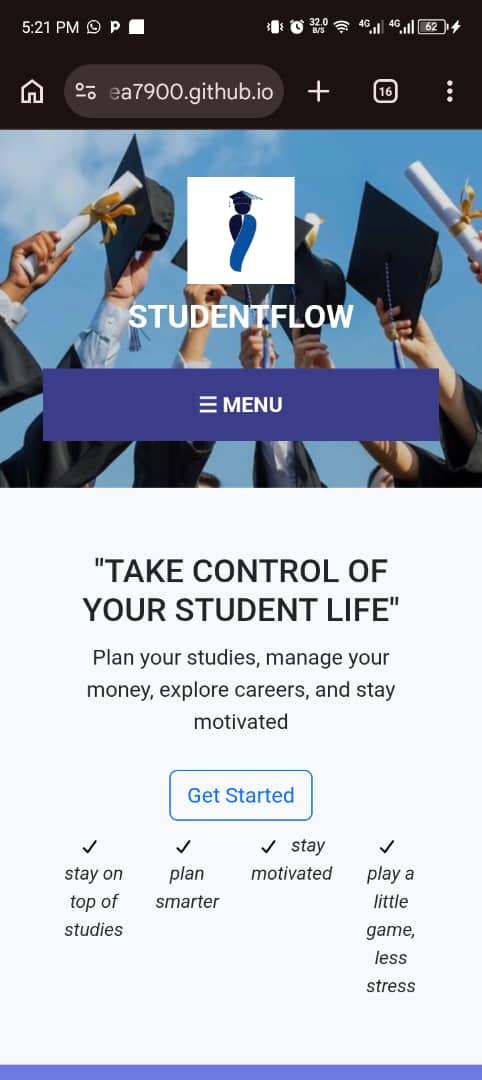 5:21 PM
32.0
B/S
4G
4G
62
ea7900.github.io
16
STUDENTFLOW
☰ MENU
"TAKE CONTROL OF
YOUR STUDENT LIFE"
Plan your studies, manage your
money, explore careers, and stay
motivated
Get Started
✓ stay on
top of
studies
✓ plan
smarter
✓ stay
motivated
✓ play a
little
game,
less
stress